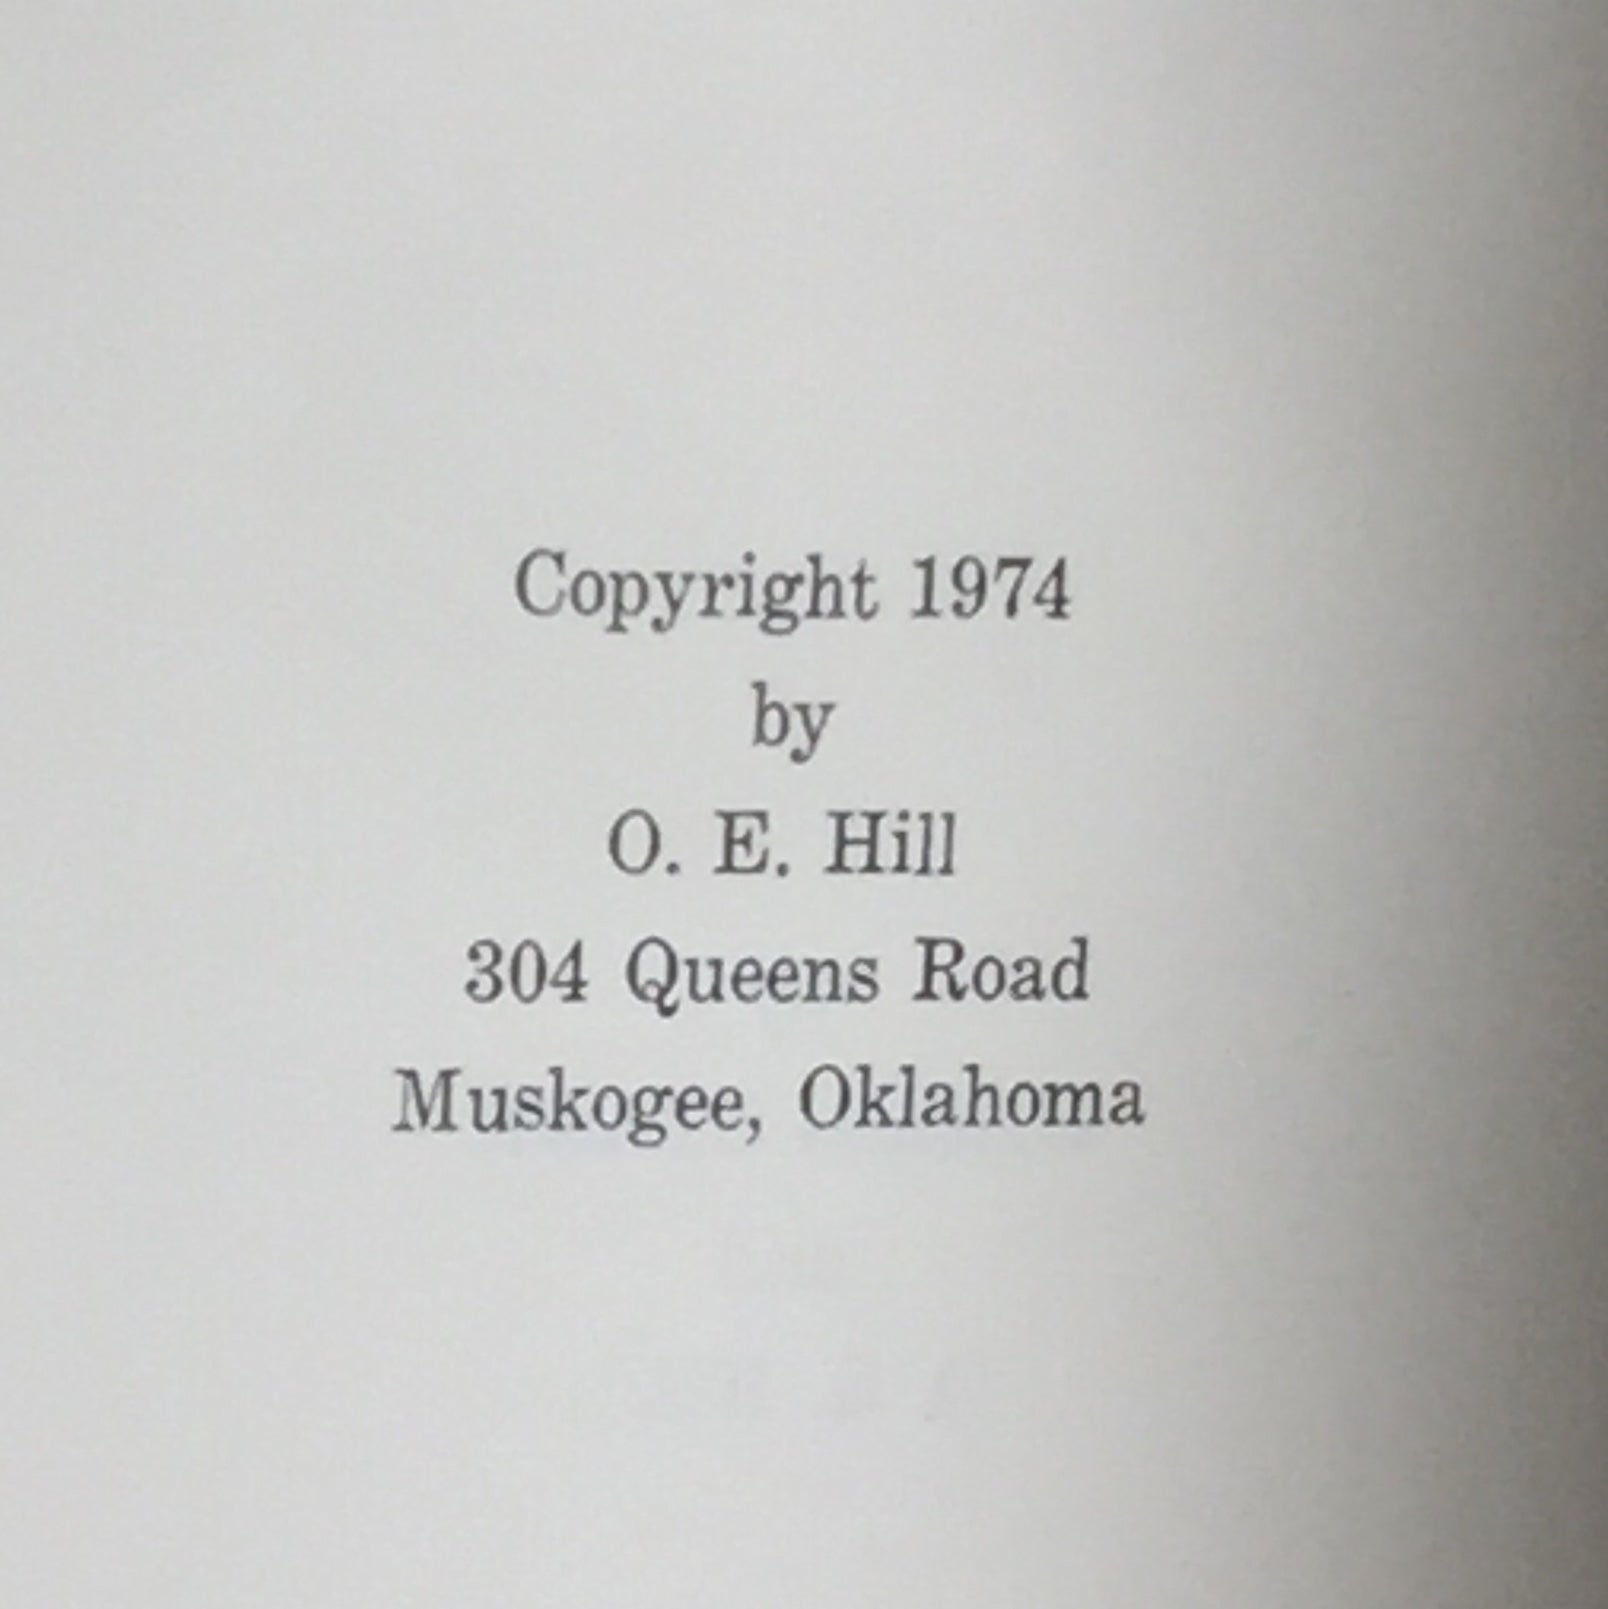 Copyright 1974
by
O. E. Hill
304 Queens Road
Muskogee, Oklahoma